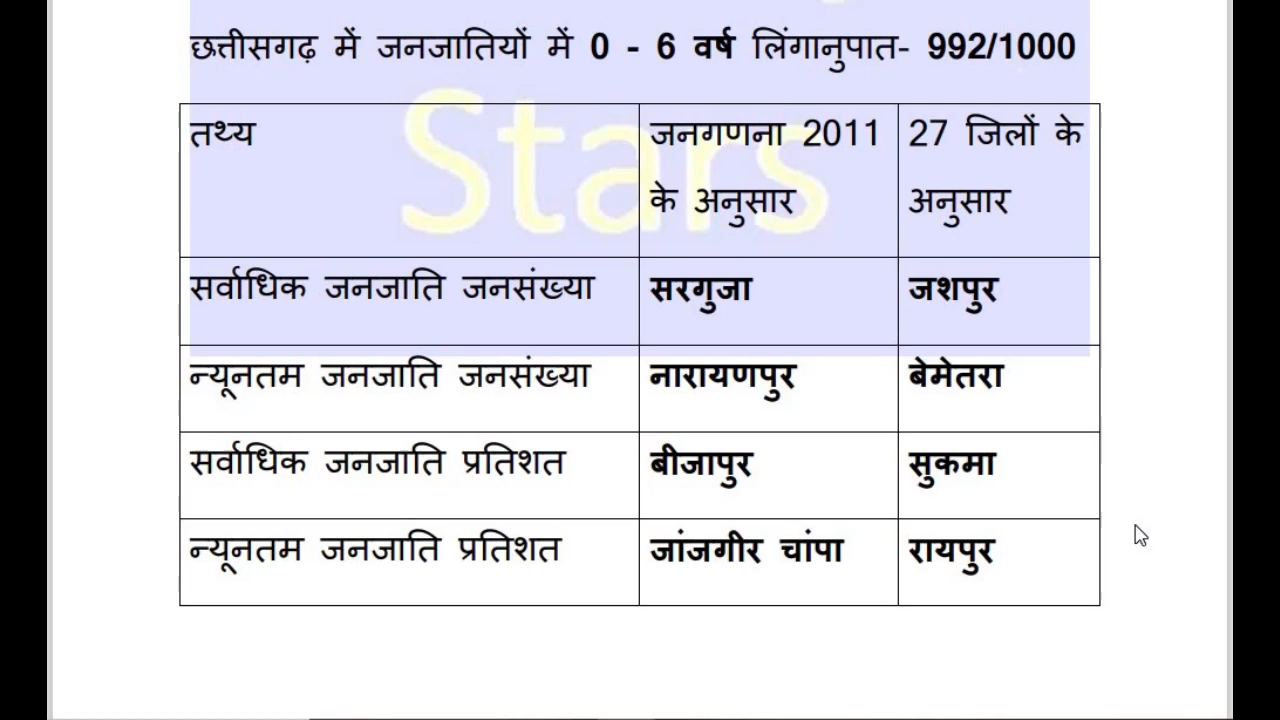 छत्तीसगढ़ में जनजातियों में 0 - 6 वर्ष लिंगानुपात- 992/1000
Stars
तथ्य जनगणना 2011 के अनुसार 27 जिलों के अनुसार
सर्वाधिक जनजाति जनसंख्या सरगुजा जशपुर
न्यूनतम जनजाति जनसंख्या नारायणपुर बेमेतरा
सर्वाधिक जनजाति प्रतिशत बीजापुर सुकमा
न्यूनतम जनजाति प्रतिशत जांजगीर चांपा रायपुर